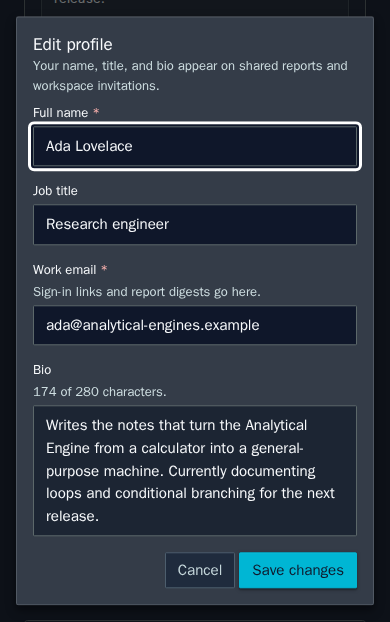 release.
Edit profile
Your name, title, and bio appear on shared reports and
workspace invitations.
Full name *
Ada Lovelace
Job title
Research engineer
Work email *
Sign-in links and report digests go here.
ada@analytical-engines.example
Bio
174 of 280 characters.
Writes the notes that turn the Analytical
Engine from a calculator into a general-
purpose machine. Currently documenting
loops and conditional branching for the next
release.
Cancel
Save changes